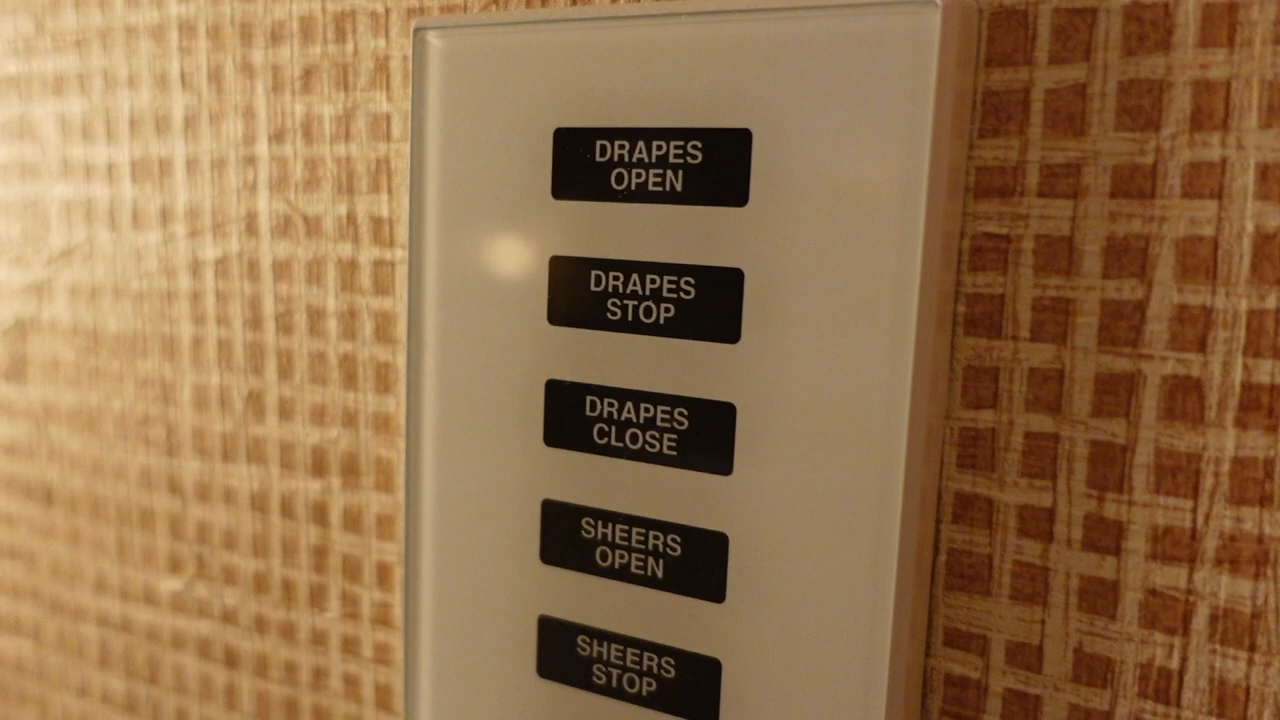 DRAPES
OPEN
DRAPES
STOP
DRAPES
CLOSE
SHEERS
OPEN
SHEERS
STOP